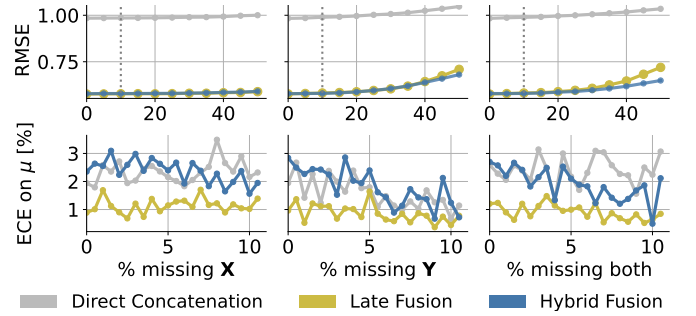 RMSE
1.00
0.75
0 20 40 0 20 40 0 20 40
ECE on μ [%]
3
2
1
0 5 10 0 5 10 0 5 10
% missing X % missing Y % missing both
Direct Concatenation Late Fusion Hybrid Fusion